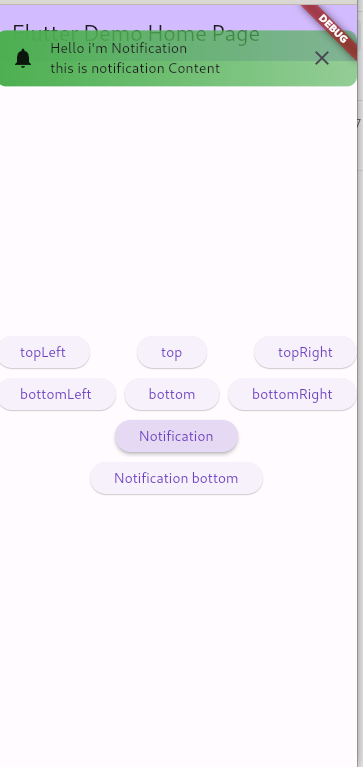 Flutter Demo Home Page
DEBUG
Hello i'm Notification
this is notification Content
7
topLeft
top
topRight
bottomLeft
bottom
bottomRight
Notification
Notification bottom